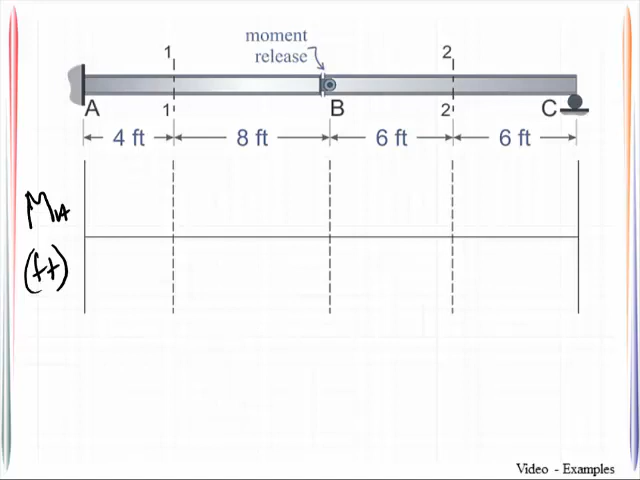 moment
release
1
2
A
1
B
2
C
4 ft
8 ft
6 ft
6 ft
M_A
(ft)
Video - Examples